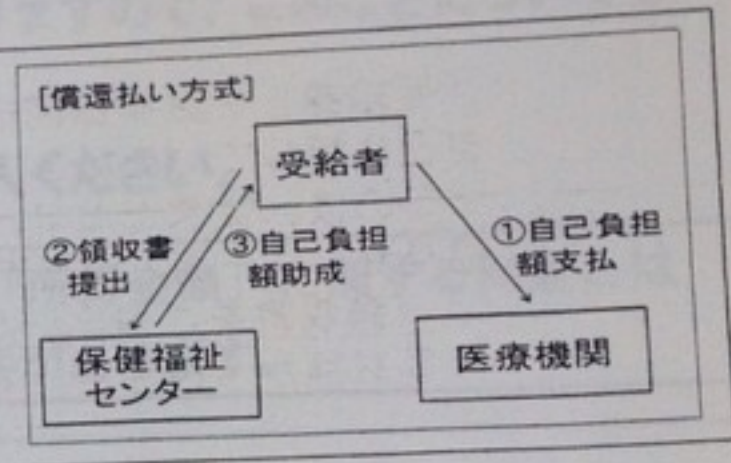 [償還払い方式]
受給者
②領収書
提出
③自己負担
額助成
①自己負担
額支払
保健福祉
センター
医療機関